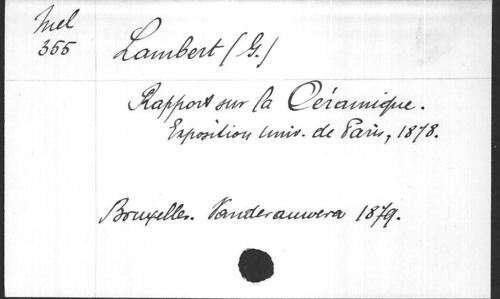 Mel
355
Lambert (G.)
Rapport sur la Céramique.
Exposition univ. de Paris, 1878.
Bruxelles. Vanderauwera 1879.